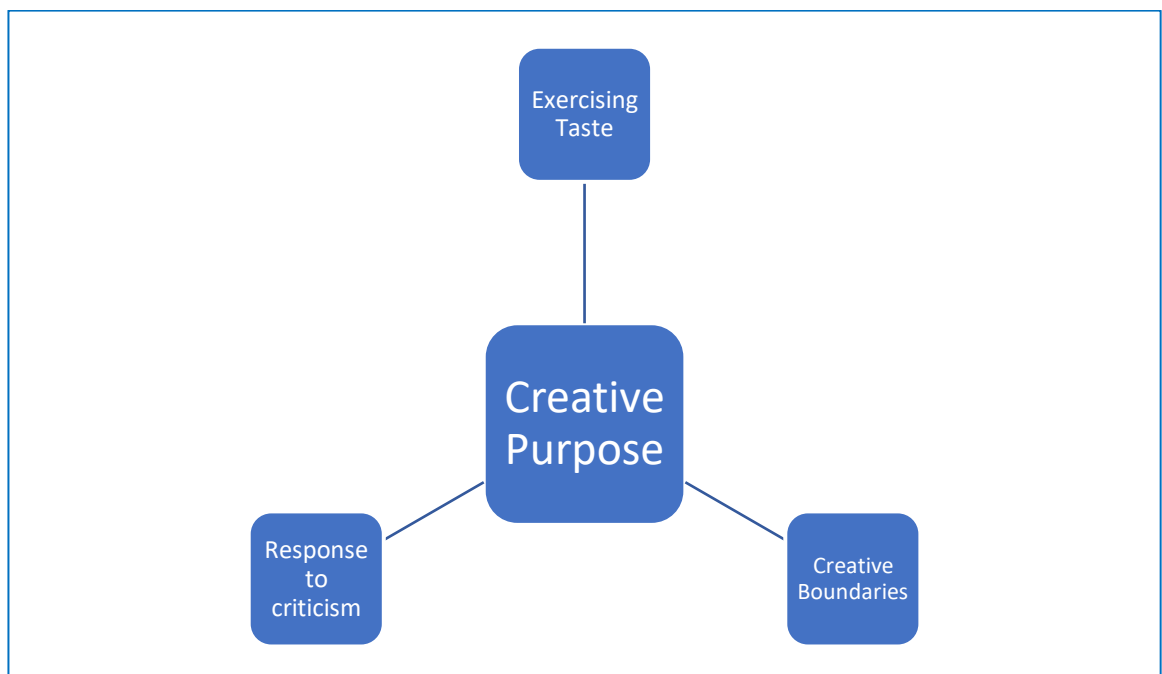 Exercising
Taste
Creative
Purpose
Response
to
criticism
Creative
Boundaries